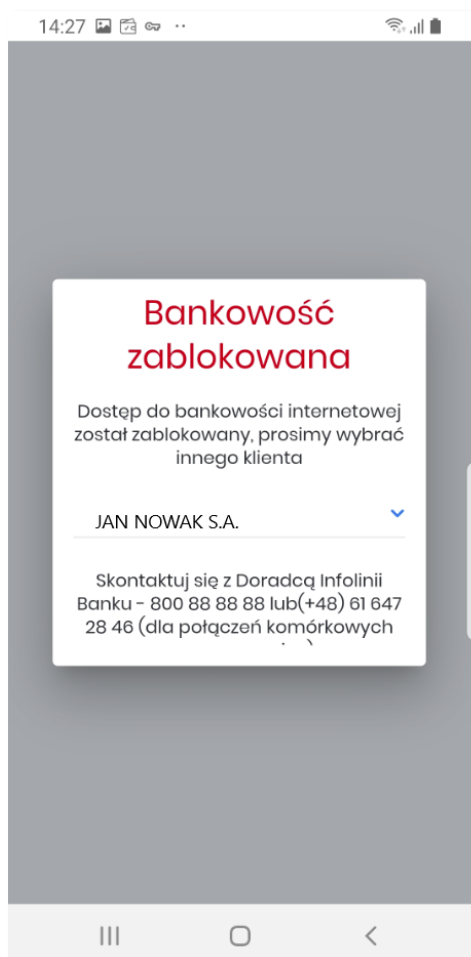 14:27
Bankowość
zablokowana
Dostęp do bankowości internetowej
został zablokowany, prosimy wybrać
innego klienta
JAN NOWAK S.A.
Skontaktuj się z Doradcą Infolinii
Banku - 800 88 88 88 lub(+48) 61 647
28 46 (dla połączeń komórkowych